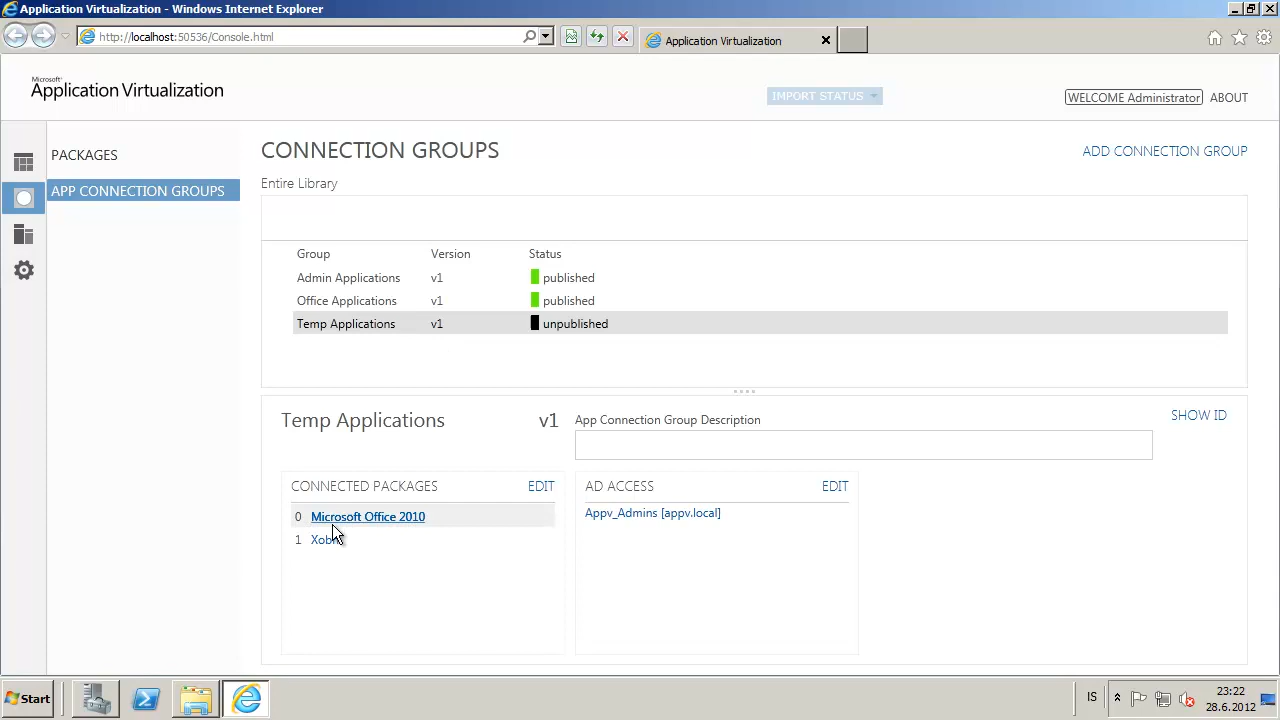 Application Virtualization - Windows Internet Explorer
http://localhost:50536/Console.html
Application Virtualization
Microsoft®
Application Virtualization
IMPORT STATUS
WELCOME Administrator
ABOUT
PACKAGES
APP CONNECTION GROUPS
CONNECTION GROUPS
ADD CONNECTION GROUP
Entire Library
Group Version Status
Admin Applications v1 published
Office Applications v1 published
Temp Applications v1 unpublished
Temp Applications v1
App Connection Group Description
SHOW ID
CONNECTED PACKAGES EDIT
0 Microsoft Office 2010
1
AD ACCESS EDIT
Appv_Admins [appv.local]
Start
IS
23:22
28.6.2012